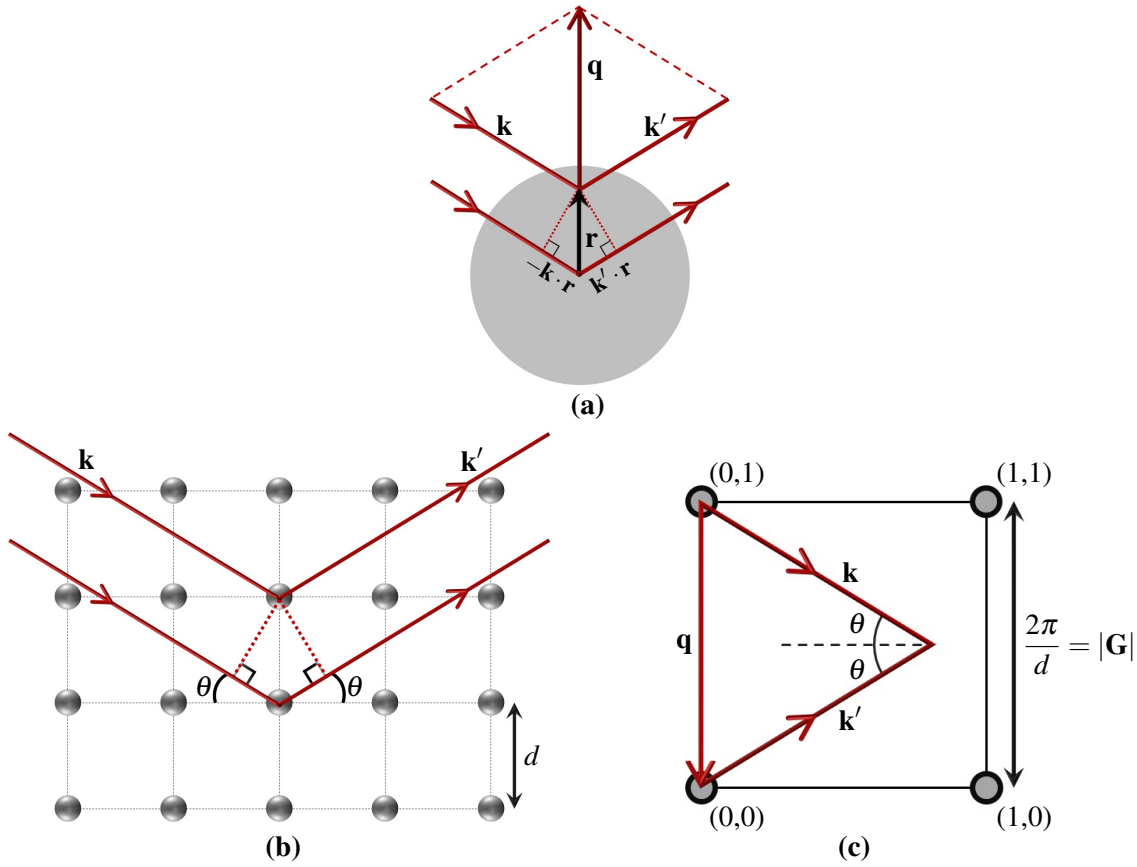 q
k
k′
r
−k · r
k′ · r
(a)
k
k′
θ
θ
d
(b)
(0,1)
(1,1)
k
θ
q
θ
2π/d = |G|
k′
(0,0)
(1,0)
(c)